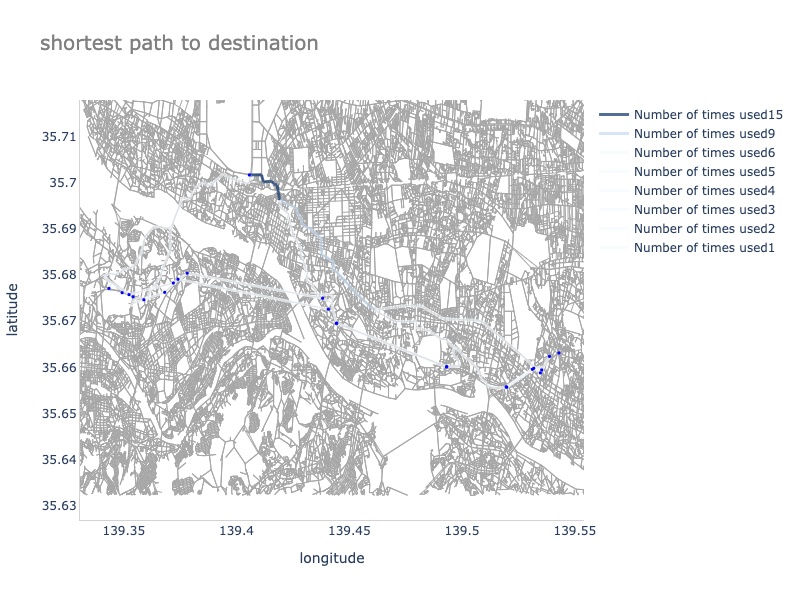 shortest path to destination
Number of times used15
Number of times used9
Number of times used6
Number of times used5
Number of times used4
Number of times used3
Number of times used2
Number of times used1
35.71
35.7
35.69
35.68
35.67
35.66
35.65
35.64
35.63
latitude
139.35
139.4
139.45
139.5
139.55
longitude